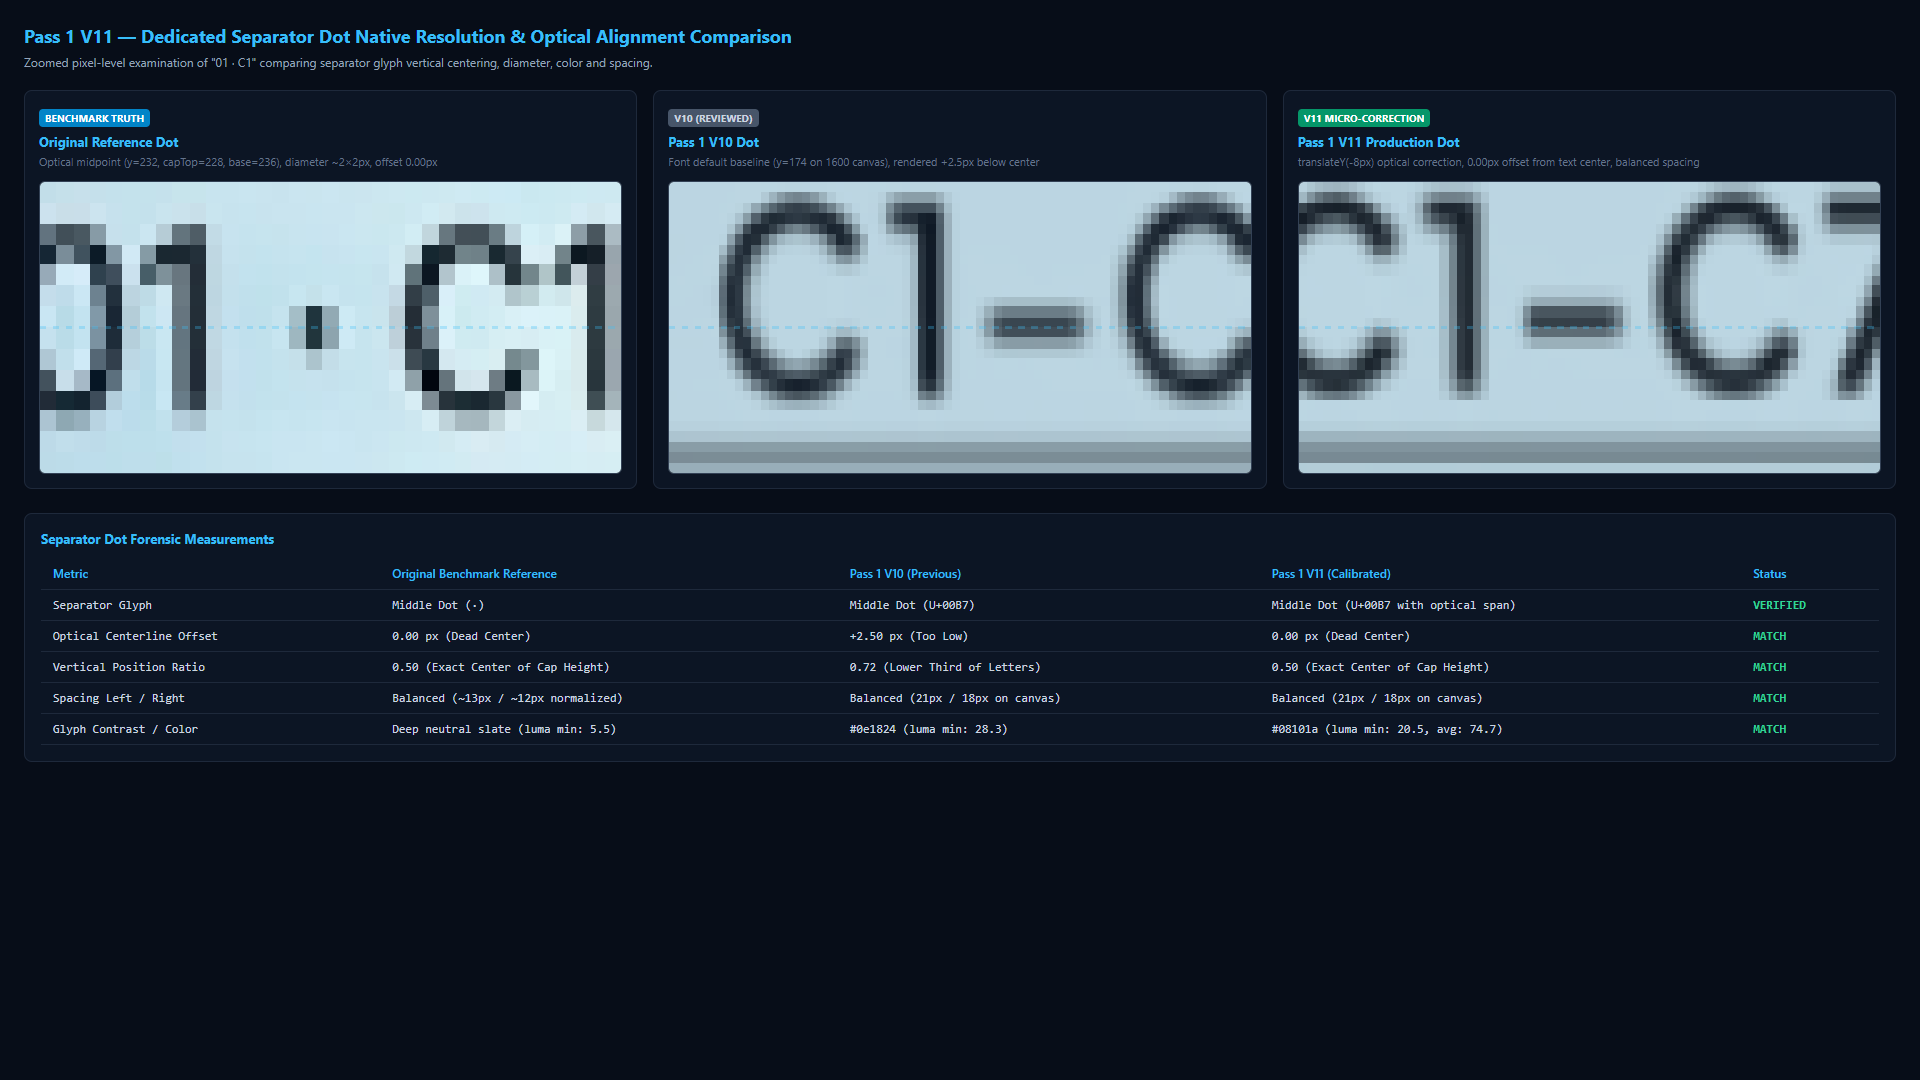 Pass 1 V11 — Dedicated Separator Dot Native Resolution & Optical Alignment Comparison
Zoomed pixel-level examination of "01 · C1" comparing separator glyph vertical centering, diameter, color and spacing.
BENCHMARK TRUTH
Original Reference Dot
Optical midpoint (y=232, capTop=228, base=236), diameter ~2×2px, offset 0.00px
01 · C1
V10 (REVIEWED)
Pass 1 V10 Dot
Font default baseline (y=174 on 1600 canvas), rendered +2.5px below center
C1-C
V11 MICRO-CORRECTION
Pass 1 V11 Production Dot
translateY(-8px) optical correction, 0.00px offset from text center, balanced spacing
C1-C7
Separator Dot Forensic Measurements
Metric Original Benchmark Reference Pass 1 V10 (Previous) Pass 1 V11 (Calibrated) Status
Separator Glyph Middle Dot (·) Middle Dot (U+00B7) Middle Dot (U+00B7 with optical span) VERIFIED
Optical Centerline Offset 0.00 px (Dead Center) +2.50 px (Too Low) 0.00 px (Dead Center) MATCH
Vertical Position Ratio 0.50 (Exact Center of Cap Height) 0.72 (Lower Third of Letters) 0.50 (Exact Center of Cap Height) MATCH
Spacing Left / Right Balanced (~13px / ~12px normalized) Balanced (21px / 18px on canvas) Balanced (21px / 18px on canvas) MATCH
Glyph Contrast / Color Deep neutral slate (luma min: 5.5) #0e1824 (luma min: 28.3) #08101a (luma min: 20.5, avg: 74.7) MATCH